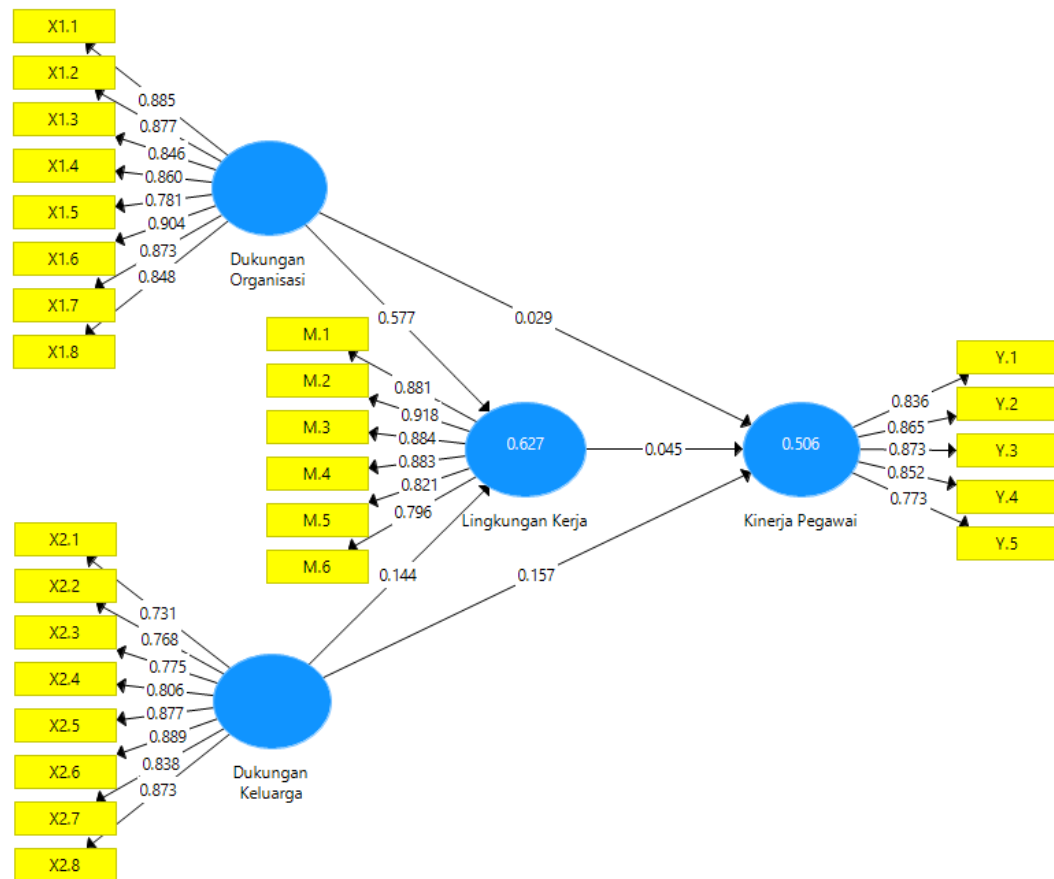 X1.1
X1.2
X1.3
X1.4
X1.5
X1.6
X1.7
X1.8
0.885
0.877
0.846
0.860
0.781
0.904
0.873
0.848
Dukungan
Organisasi
0.577
0.029
M.1
M.2
M.3
M.4
M.5
M.6
0.881
0.918
0.884
0.883
0.821
0.796
0.627
Lingkungan Kerja
0.045
0.506
Kinerja Pegawai
0.836
0.865
0.873
0.852
0.773
Y.1
Y.2
Y.3
Y.4
Y.5
0.144
0.157
X2.1
X2.2
X2.3
X2.4
X2.5
X2.6
X2.7
X2.8
0.731
0.768
0.775
0.806
0.877
0.889
0.838
0.873
Dukungan
Keluarga